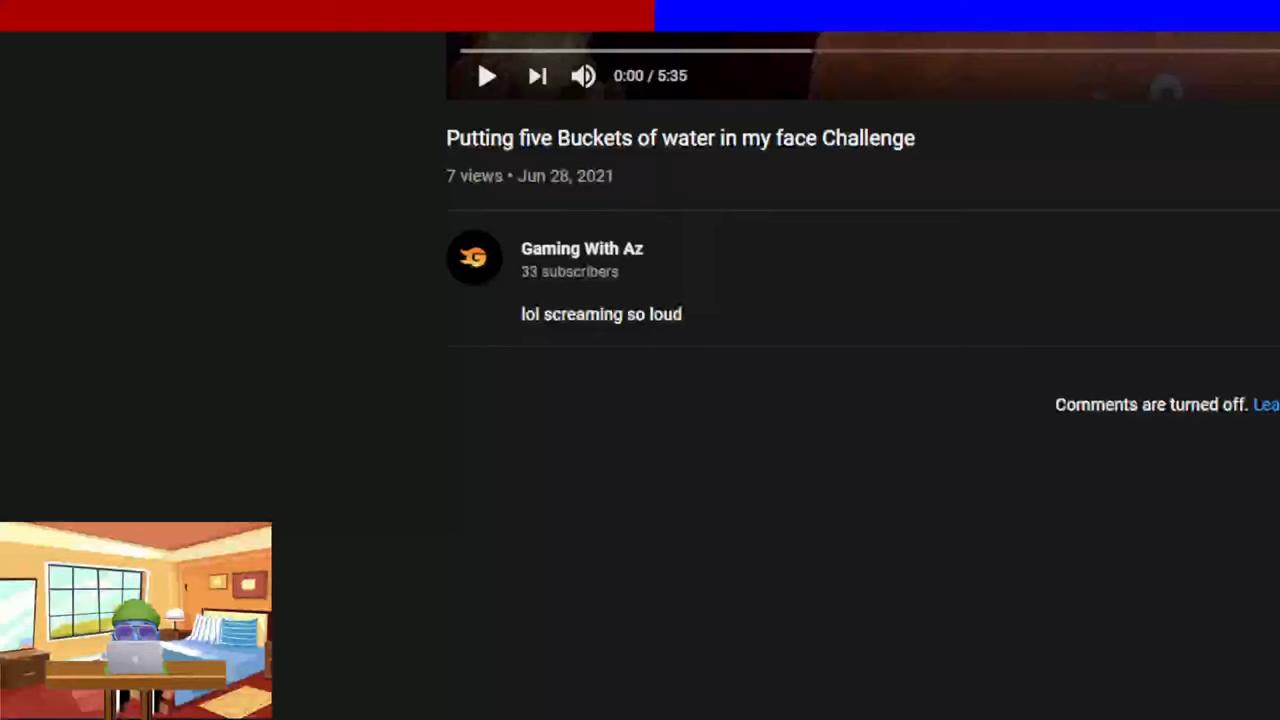 0:00 / 5:35
Putting five Buckets of water in my face Challenge
7 views • Jun 28, 2021
G
Gaming With Az
33 subscribers
lol screaming so loud
Comments are turned off. Lea